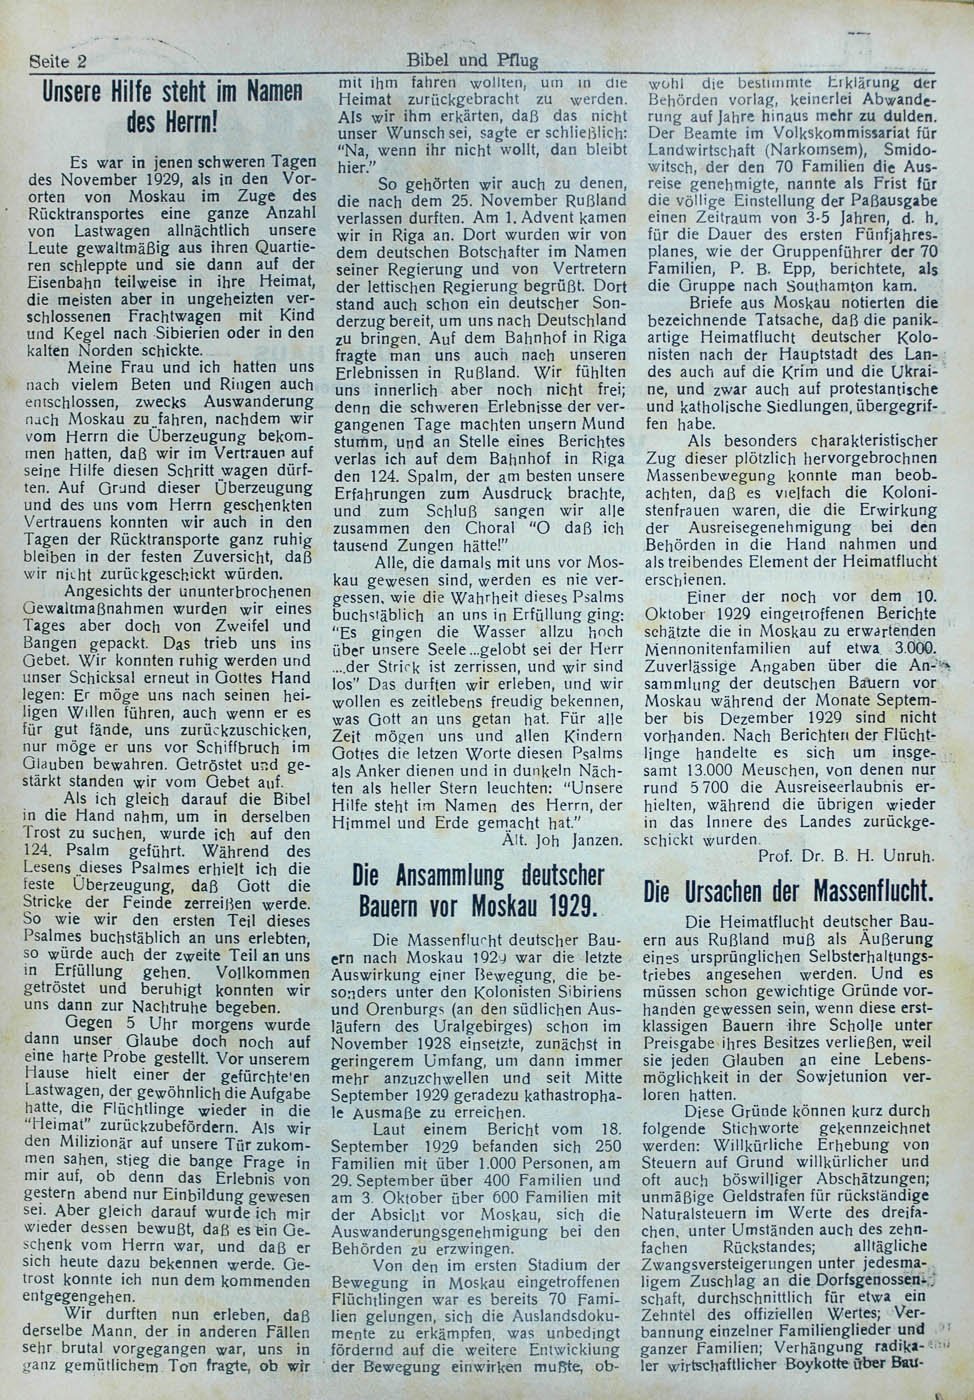 Seite 2
Bibel und Pflug
Unsere Hilfe steht im Namen
des Herrn!
Es war in jenen schweren Tagen
des November 1929, als in den Vor-
orten von Moskau im Zuge des
Rücktransportes eine ganze Anzahl
von Lastwagen allnächtlich unsere
Leute gewaltmäßig aus ihren Quartie-
ren schleppte und sie dann auf der
Eisenbahn teilweise in ihre Heimat,
die meisten aber in ungeheizten ver-
schlossenen Frachtwagen mit Kind
und Kegel nach Sibierien oder in den
kalten Norden schickte.
Meine Frau und ich hatten uns
nach vielem Beten und Ringen auch
entschlossen, zwecks Auswanderung
nach Moskau zu fahren, nachdem wir
vom Herrn die Überzeugung bekom-
men hatten, daß wir im Vertrauen auf
seine Hilfe diesen Schritt wagen dürf-
ten. Auf Grund dieser Überzeugung
und des uns vom Herrn geschenkten
Vertrauens konnten wir auch in den
Tagen der Rücktransporte ganz ruhig
bleiben in der festen Zuversicht, daß
wir nicht zurückgeschickt würden.
Angesichts der ununterbrochenen
Gewaltmaßnahmen wurden wir eines
Tages aber doch von Zweifel und
Bangen gepackt. Das trieb uns ins
Gebet. Wir konnten ruhig werden und
unser Schicksal erneut in Gottes Hand
legen: Er möge uns nach seinen hei-
ligen Willen führen, auch wenn er es
für gut fände, uns zurückzuschicken,
nur möge er uns vor Schiffbruch im
Glauben bewahren. Getröstet und ge-
stärkt standen wir vom Gebet auf.
Als ich gleich darauf die Bibel
in die Hand nahm, um in derselben
Trost zu suchen, wurde ich auf den
124. Psalm geführt. Während des
Lesens dieses Psalmes erhielt ich die
feste Überzeugung, daß Gott die
Stricke der Feinde zerreißen werde.
So wie wir den ersten Teil dieses
Psalmes buchstäblich an uns erlebten,
so würde auch der zweite Teil an uns
in Erfüllung gehen. Vollkommen
getröstet und beruhigt konnten wir
uns dann zur Nachtruhe begeben.
Gegen 5 Uhr morgens wurde
dann unser Glaube doch noch auf
eine harte Probe gestellt. Vor unserem
Hause hielt einer der gefürchteten
Lastwagen, der gewöhnlich die Aufgabe
hatte, die Flüchtlinge wieder in die
"Heimat" zurückzubefördern. Als wir
den Milizionär auf unsere Tür zukom-
men sahen, stieg die bange Frage in
mir auf, ob denn das Erlebnis von
gestern abend nur Einbildung gewesen
sei. Aber gleich darauf wurde ich mir
wieder dessen bewußt, daß es ein Ge-
schenk vom Herrn war, und daß er
sich heute dazu bekennen werde. Ge-
trost konnte ich nun dem kommenden
entgegengehen.
Wir durften nun erleben, daß
derselbe Mann, der in anderen Fällen
sehr brutal vorgegangen war, uns in
ganz gemütlichem Ton fragte, ob wir
mit ihm fahren wollten, um in die
Heimat zurückgebracht zu werden.
Als wir ihm erkärten, daß das nicht
unser Wunsch sei, sagte er schließlich:
"Na, wenn ihr nicht wollt, dan bleibt
hier."
So gehörten wir auch zu denen,
die nach dem 25. November Rußland
verlassen durften. Am 1. Advent kamen
wir in Riga an. Dort wurden wir von
dem deutschen Botschafter im Namen
seiner Regierung und von Vertretern
der lettischen Regierung begrüßt. Dort
stand auch schon ein deutscher Son-
derzug bereit, um uns nach Deutschland
zu bringen. Auf dem Bahnhof in Riga
fragte man uns auch nach unseren
Erlebnissen in Rußland. Wir fühlten
uns innerlich aber noch nicht frei;
denn die schweren Erlebnisse der ver-
gangenen Tage machten unsern Mund
stumm, und an Stelle eines Berichtes
verlas ich auf dem Bahnhof in Riga
den 124. Spalm, der am besten unsere
Erfahrungen zum Ausdruck brachte,
und zum Schluß sangen wir alle
zusammen den Choral "O daß ich
tausend Zungen hätte!"
Alle, die damals mit uns vor Mos-
kau gewesen sind, werden es nie ver-
gessen, wie die Wahrheit dieses Psalms
buchstäblich an uns in Erfüllung ging:
"Es gingen die Wasser allzu hoch
über unsere Seele ...gelobt sei der Herr
....der Strick ist zerrissen, und wir sind
los" Das durften wir erleben, und wir
wollen es zeitlebens freudig bekennen,
was Gott an uns getan hat. Für alle
Zeit mögen uns und allen Kindern
Gottes die letzen Worte diesen Psalms
als Anker dienen und in dunkeln Näch-
ten als heller Stern leuchten: "Unsere
Hilfe steht im Namen des Herrn, der
Himmel und Erde gemacht hat."
Ält. Joh Janzen.
Die Ansammlung deutscher
Bauern vor Moskau 1929.
Die Massenflucht deutscher Bau-
ern nach Moskau 1929 war die letzte
Auswirkung einer Bewegung, die be-
sonders unter den Kolonisten Sibiriens
und Orenburgs (an den südlichen Aus-
läufern des Uralgebirges) schon im
November 1928 einsetzte, zunächst in
geringerem Umfang, um dann immer
mehr anzuchwellen und seit Mitte
September 1929 geradezu kathastropha-
le Ausmaße zu erreichen.
Laut einem Bericht vom 18.
September 1929 befanden sich 250
Familien mit über 1.000 Personen, am
29. September über 400 Familien und
am 3. Oktober über 600 Familien mit
der Absicht vor Moskau, sich die
Auswanderungsgenehmigung bei den
Behörden zu erzwingen.
Von den im ersten Stadium der
Bewegung in Moskau eingetroffenen
Flüchtlingen war es bereits 70 Fami-
lien gelungen, sich die Auslandsdoku-
mente zu erkämpfen, was unbedingt
fördernd auf die weitere Entwicklung
der Bewegung einwirken mußte, ob-
wohl die bestimmte Erklärung der
Behörden vorlag, keinerlei Abwande-
rung auf Jahre hinaus mehr zu dulden.
Der Beamte im Volkskommissariat für
Landwirtschaft (Narkomsem), Smido-
witsch, der den 70 Familien die Aus-
reise genehmigte, nannte als Frist für
die völlige Einstellung der Paßausgabe
einen Zeitraum von 3-5 Jahren, d. h.
für die Dauer des ersten Fünfjahres-
planes, wie der Gruppenführer der 70
Familien, P. B. Epp, berichtete, als
die Gruppe nach Southamton kam.
Briefe aus Moskau notierten die
bezeichnende Tatsache, daß die panik-
artige Heimatflucht deutscher Kolo-
nisten nach der Hauptstadt des Lan-
des auch auf die Krim und die Ukrai-
ne, und zwar auch auf protestantische
und katholische Siedlungen, übergegrif-
fen habe.
Als besonders charakteristischer
Zug dieser plötzlich hervorgebrochnen
Massenbewegung konnte man beob-
achten, daß es vielfach die Koloni-
stenfrauen waren, die die Erwirkung
der Ausreisegenehmigung bei den
Behörden in die Hand nahmen und
als treibendes Element der Heimatflucht
erschienen.
Einer der noch vor dem 10.
Oktober 1929 eingetroffenen Berichte
schätzte die in Moskau zu erwartenden
Mennonitenfamilien auf etwa 3.000.
Zuverlässige Angaben über die An-
sammlung der deutschen Bauern vor
Moskau während der Monate Septem-
ber bis Dezember 1929 sind nicht
vorhanden. Nach Berichten der Flücht-
linge handelte es sich um insge-
samt 13.000 Meuschen, von denen nur
rund 5 700 die Ausreiseerlaubnis er-
hielten, während die übrigen wieder
in das Innere des Landes zurückge-
schickt wurden.
Prof. Dr. B. H. Unruh.
Die Ursachen der Massenflucht.
Die Heimatflucht deutscher Bau-
ern aus Rußland muß als Äußerung
eines ursprünglichen Selbsterhaltungs-
triebes angesehen werden. Und es
müssen schon gewichtige Gründe vor-
handen gewessen sein, wenn diese erst-
klassigen Bauern ihre Scholle unter
Preisgabe ihres Besitzes verließen, weil
sie jeden Glauben an eine Lebens-
möglichkeit in der Sowjetunion ver-
loren hatten.
Diese Gründe können kurz durch
folgende Stichworte gekennzeichnet
werden: Willkürliche Erhebung von
Steuern auf Grund willkürlicher und
oft auch böswilliger Abschätzungen;
unmäßige Geldstrafen für rückständige
Naturalsteuern im Werte des dreifa-
chen, unter Umständen auch des zehn-
fachen Rückstandes; alltägliche
Zwangsversteigerungen unter jedesma-
ligem Zuschlag an die Dorfsgenossen-
schaft, durchschnittlich für etwa ein
Zehntel des offiziellen Wertes; Ver-
bannung einzelner Familienglieder und
ganzer Familien; Verhängung radika-
ler wirtschaftlicher Boykotte über Bau-